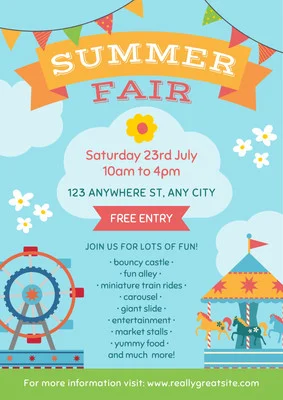 SUMMER
FAIR
Saturday 23rd July
10am to 4pm
123 ANYWHERE ST, ANY CITY
FREE ENTRY
JOIN US FOR LOTS OF FUN!
· bouncy castle ·
· fun alley ·
· miniature train rides ·
· carousel ·
· giant slide ·
· entertainment ·
· market stalls ·
· yummy food ·
and much more!
For more information visit: www.reallygreatsite.com